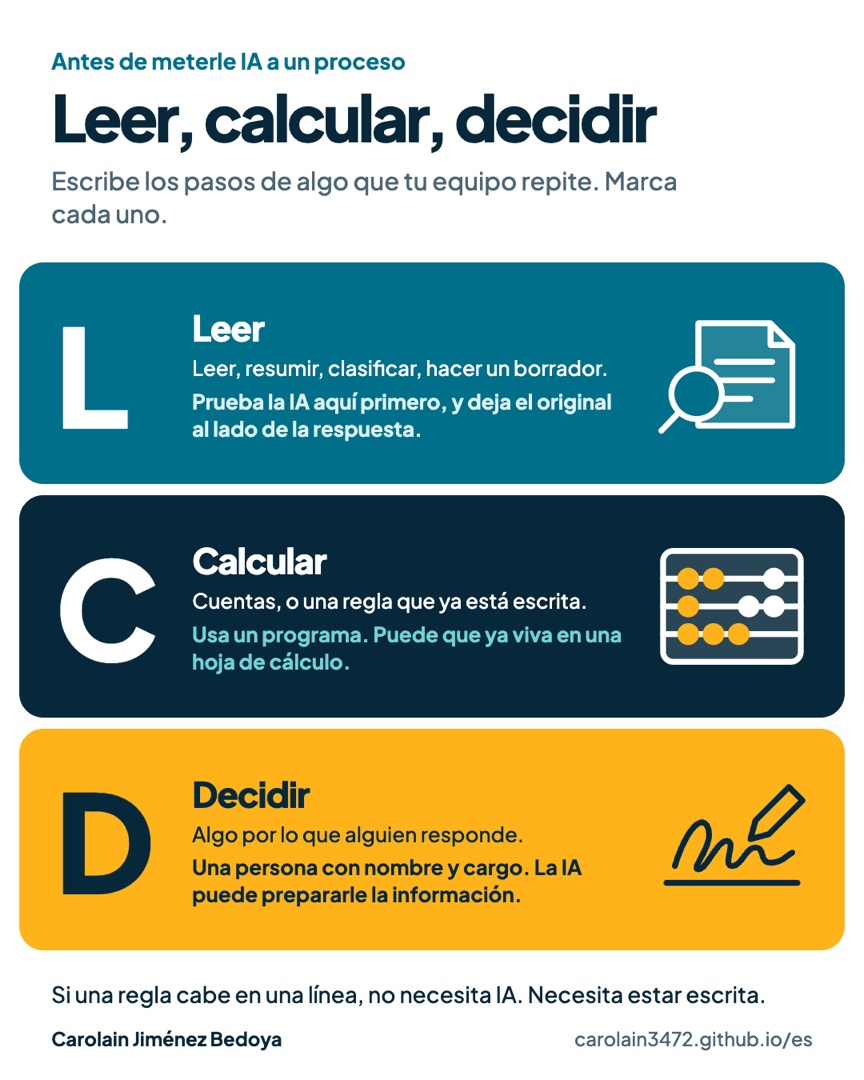 Antes de meterle IA a un proceso
Leer, calcular, decidir
Escribe los pasos de algo que tu equipo repite. Marca
cada uno.
L
Leer
Leer, resumir, clasificar, hacer un borrador.
Prueba la IA aquí primero, y deja el original
al lado de la respuesta.
C
Calcular
Cuentas, o una regla que ya está escrita.
Usa un programa. Puede que ya viva en una
hoja de cálculo.
D
Decidir
Algo por lo que alguien responde.
Una persona con nombre y cargo. La IA
puede prepararle la información.
Si una regla cabe en una línea, no necesita IA. Necesita estar escrita.
Carolain Jiménez Bedoya
carolain3472.github.io/es